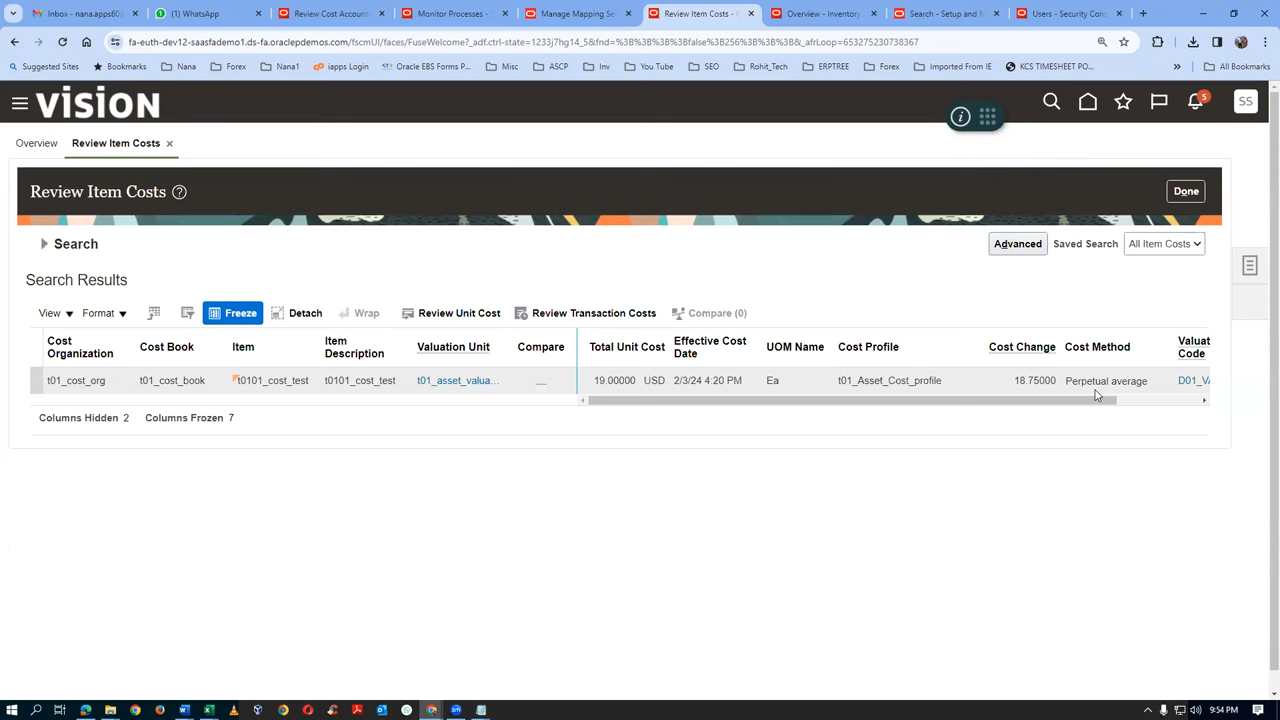 Inbox - nana.apps60@
(1) WhatsApp
Review Cost Account
Monitor Processes - S
Manage Mapping Se
Review Item Costs - C
Overview - Inventory
Search - Setup and M
Users - Security Cons
fa-euth-dev12-saasfademo1.ds-fa.oraclepdemos.com/fscmUI/faces/FuseWelcome?_adf.ctrl-state=1233j7hg14_5&fnd=%3B%3B%3B%3Bfalse%3B256%3B%3B%3B&_afrLoop=653275230738367
Suggested Sites
Bookmarks
Nana
Forex
Nana1
iapps Login
Oracle EBS Forms P...
Misc
ASCP
Inv
You Tube
SEO
Rohit_Tech
ERPTREE
Forex
Imported From IE
KCS TIMESHEET PO...
All Bookmarks
VISION
5
SS
Overview
Review Item Costs
Review Item Costs
Done
Search
Advanced
Saved Search
All Item Costs
Search Results
View
Format
Freeze
Detach
Wrap
Review Unit Cost
Review Transaction Costs
Compare (0)
Cost Organization
Cost Book
Item
Item Description
Valuation Unit
Compare
Total Unit Cost
Effective Cost Date
UOM Name
Cost Profile
Cost Change
Cost Method
Valuat
Code
t01_cost_org
t01_cost_book
t0101_cost_test
t0101_cost_test
t01_asset_valua...
19.00000 USD
2/3/24 4:20 PM
Ea
t01_Asset_Cost_profile
18.75000
Perpetual average
D01_VA
Columns Hidden 2
Columns Frozen 7
9:54 PM